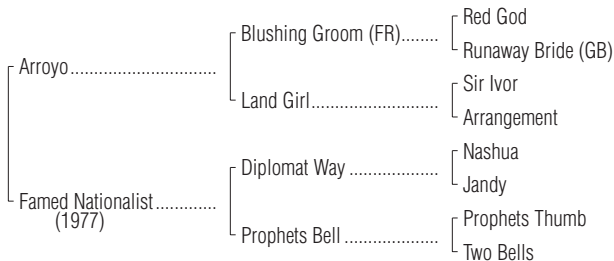 Red God
Blushing Groom (FR)........
Runaway Bride (GB)
Arroyo..............................
Sir Ivor
Land Girl..........................
Arrangement
Nashua
Diplomat Way ..................
Jandy
Famed Nationalist.............
(1977)
Prophets Thumb
Prophets Bell ...................
Two Bells